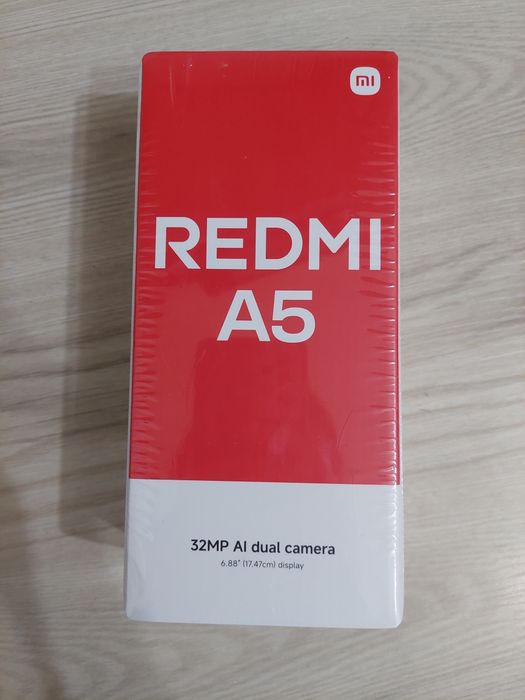 mi
REDMI
A5
32MP AI dual camera
6.88" (17.47cm) display